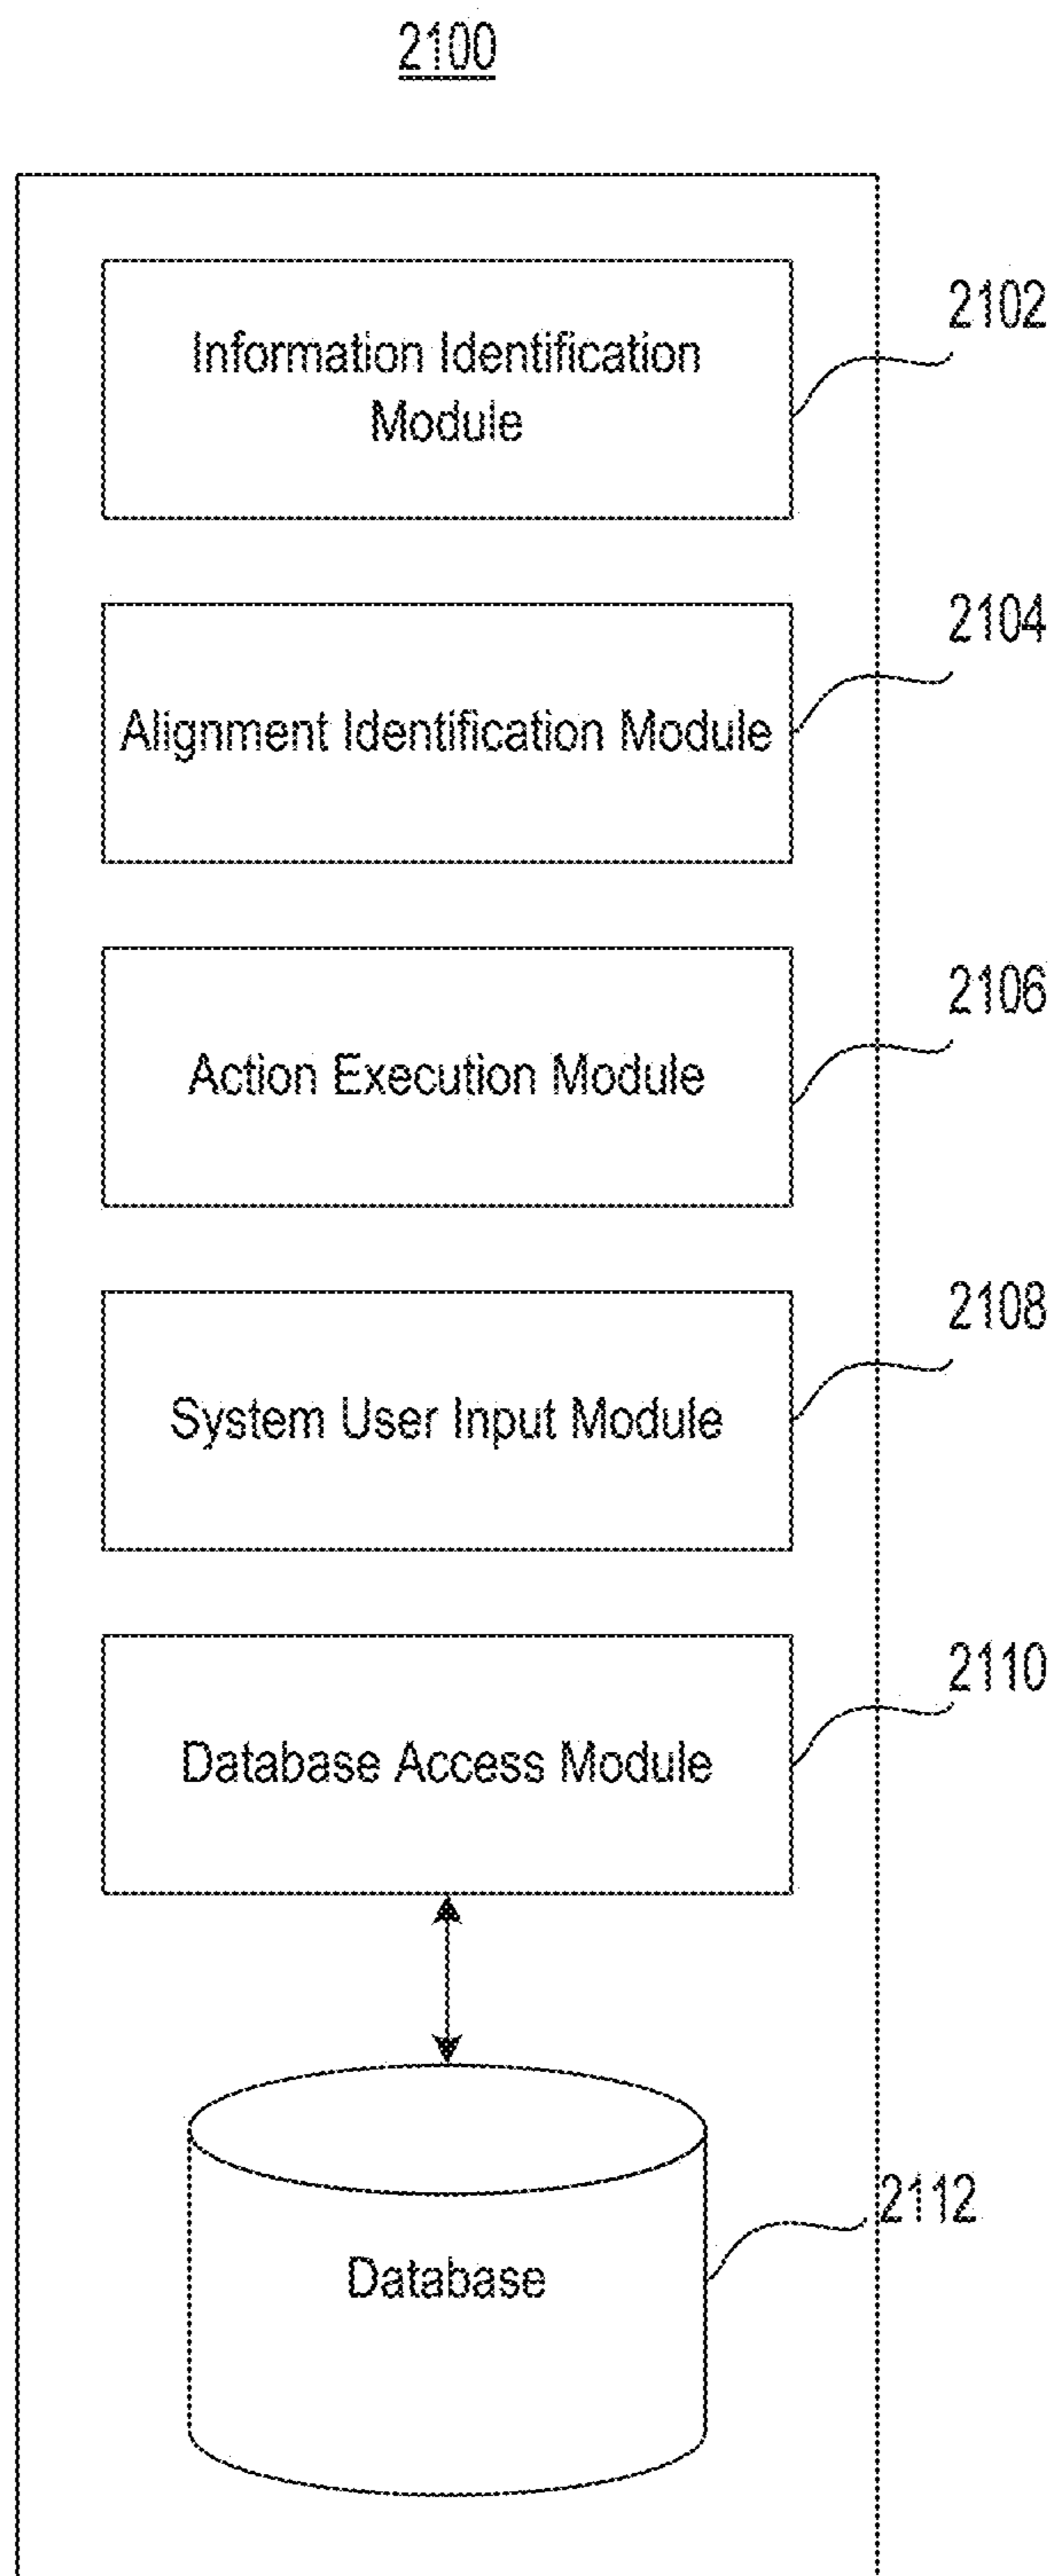 2100
2102
Information Identification
Module
2104
Alignment Identification Module
2106
Action Execution Module
2108
System User Input Module
2110
Database Access Module
2112
Database